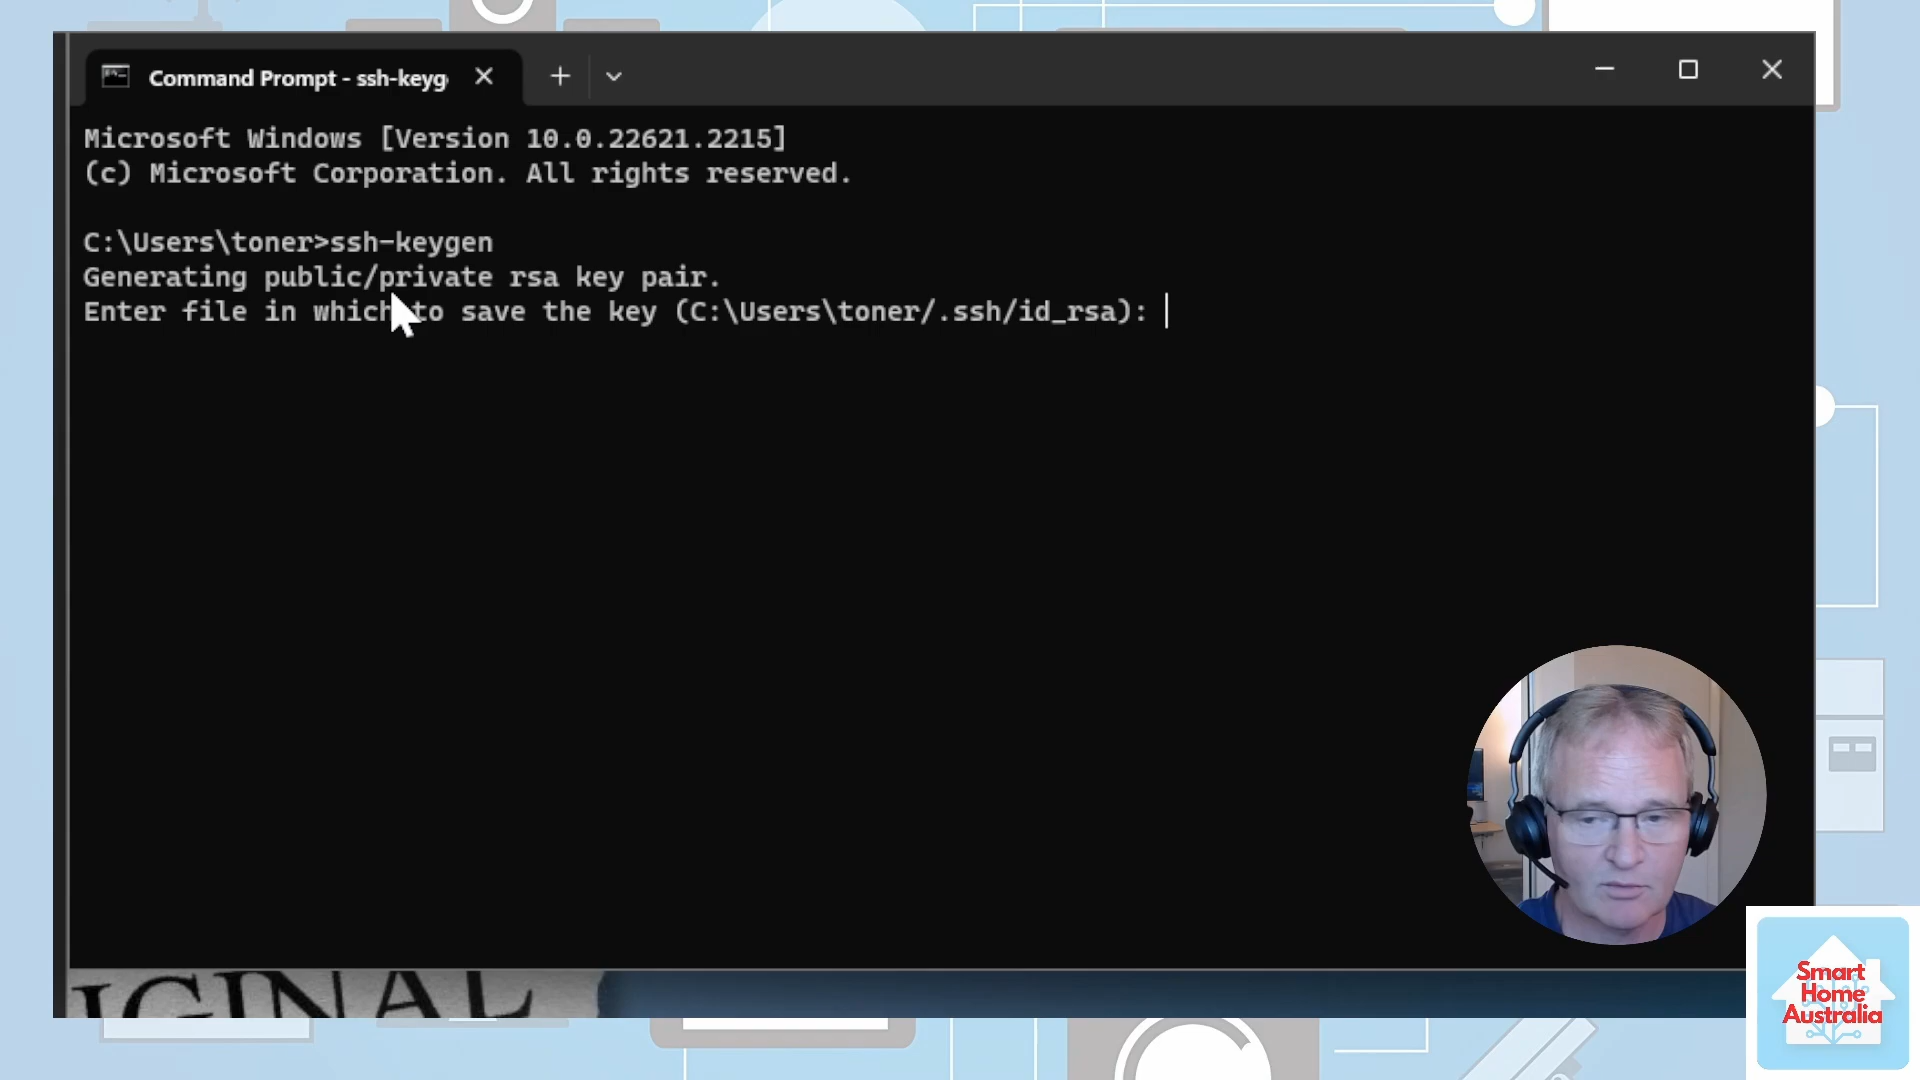 Command Prompt - ssh-keyg
Microsoft Windows [Version 10.0.22621.2215]
(c) Microsoft Corporation. All rights reserved.
C:\Users\toner>ssh-keygen
Generating public/private rsa key pair.
Enter file in which to save the key (C:\Users\toner/.ssh/id_rsa):
IGINAL
Smart
Home
Australia